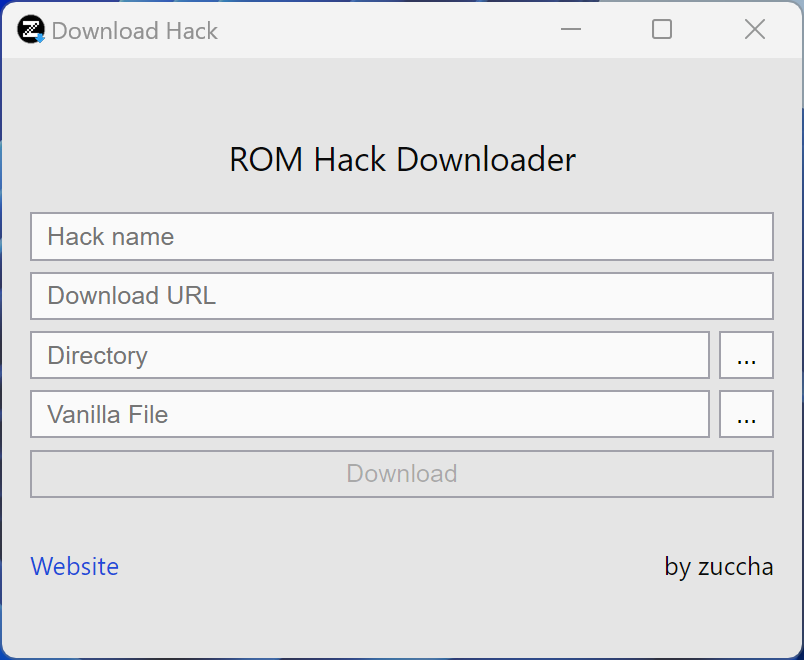 Download Hack
ROM Hack Downloader
Hack name
Download URL
Directory ...
Vanilla File ...
Download
Website by zuccha